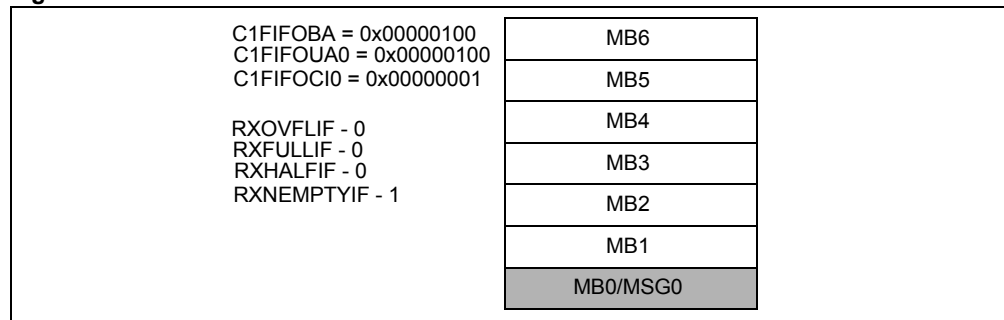 C1FIFOBA = 0x00000100
C1FIFOUA0 = 0x00000100
C1FIFOCI0 = 0x00000001
RXOVFLIF - 0
RXFULLIF - 0
RXHALFIF - 0
RXNEMPTYIF - 1
MB6
MB5
MB4
MB3
MB2
MB1
MB0/MSG0